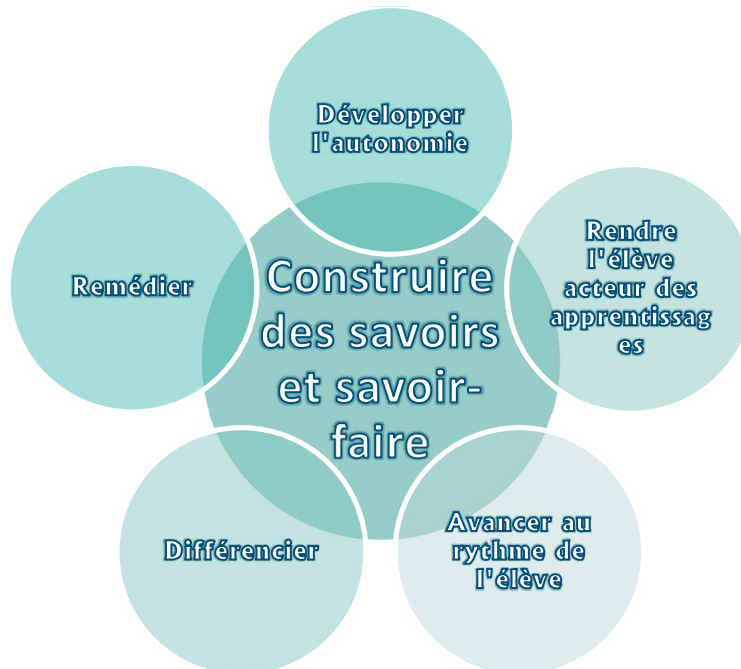 Développer
l'autonomie
Rendre
l'élève
acteur des
apprentissag
es
Avancer au
rythme de
l'élève
Différencier
Remédier
Construire
des savoirs
et savoir-
faire